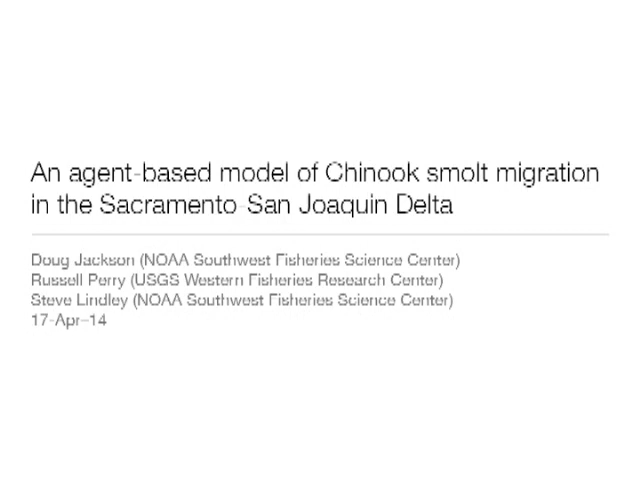 An agent-based model of Chinook smolt migration
in the Sacramento-San Joaquin Delta
Doug Jackson (NOAA Southwest Fisheries Science Center)
Russell Perry (USGS Western Fisheries Research Center)
Steve Lindley (NOAA Southwest Fisheries Science Center)
17-Apr-14